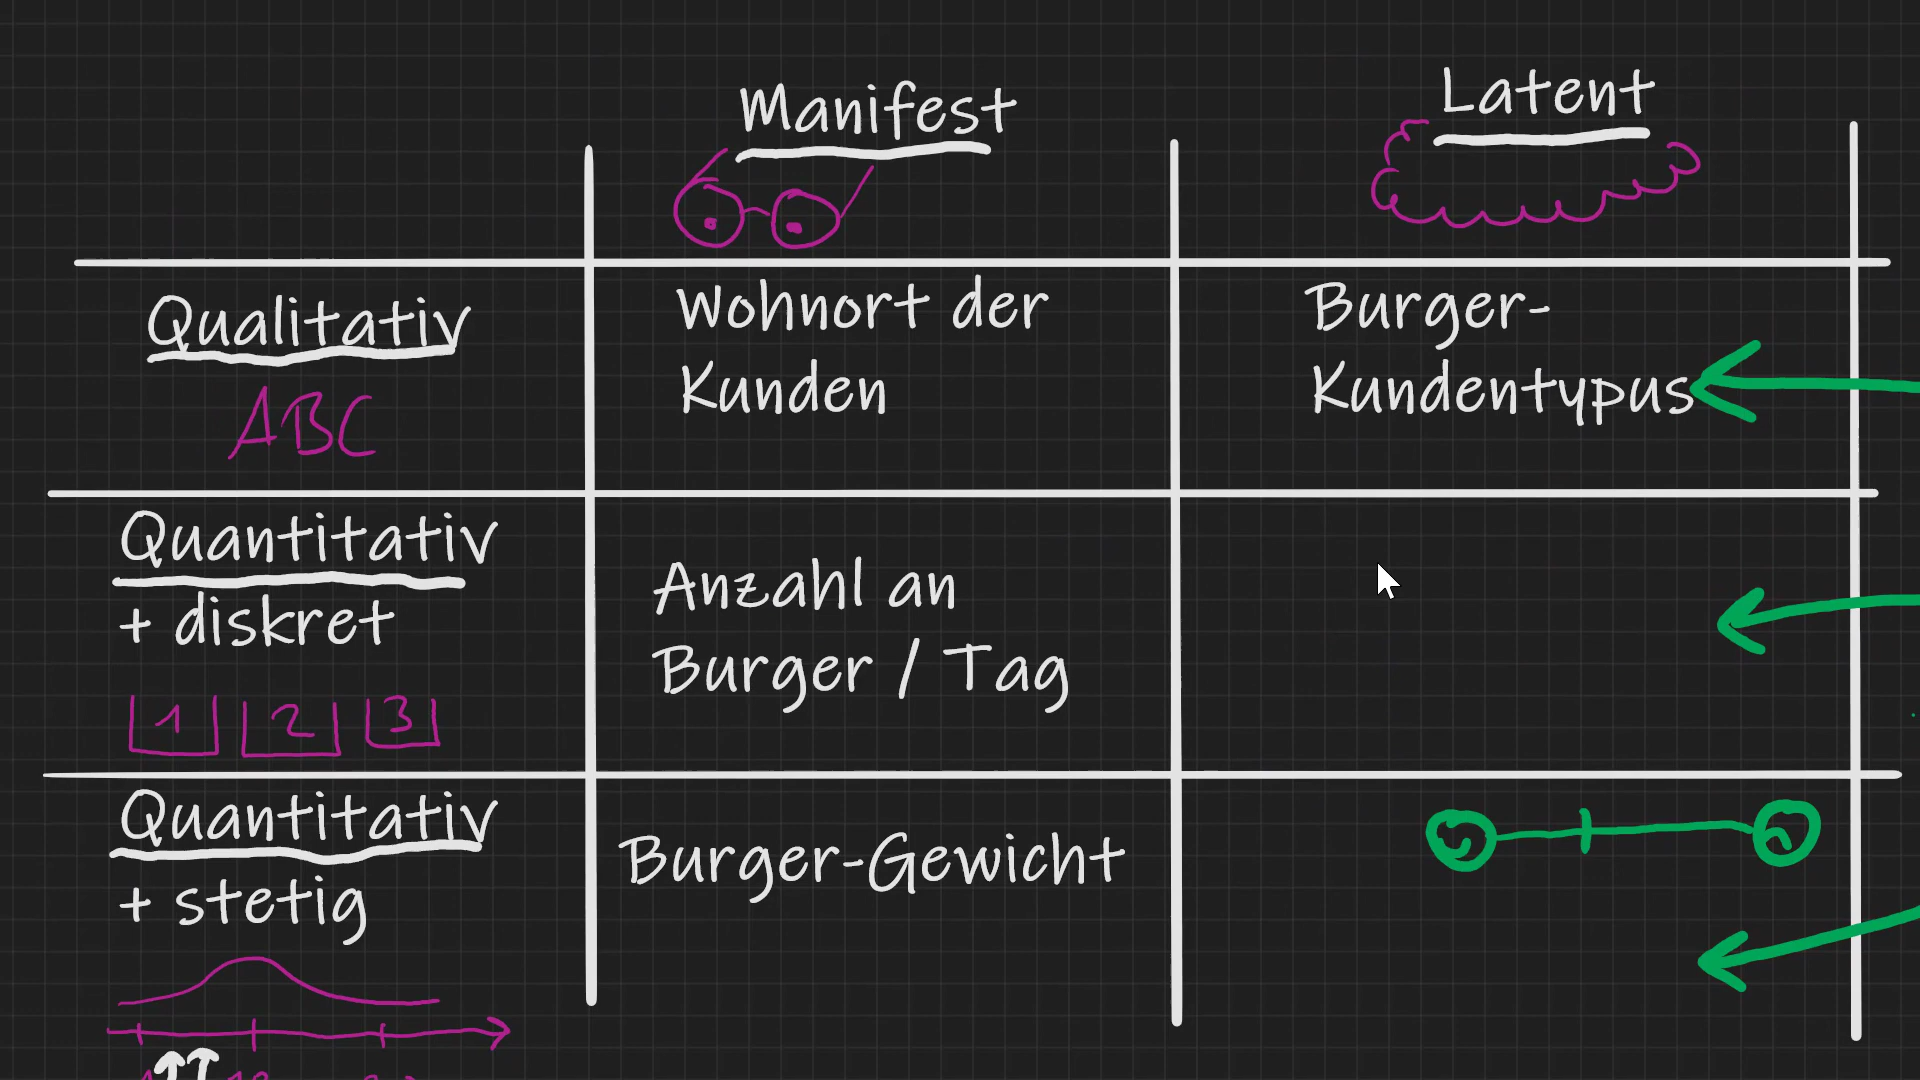 Manifest
Latent
Qualitativ
ABC
Wohnort der
Kunden
Burger-
Kundentypus
Quantitativ
+ diskret
1 2 3
Anzahl an
Burger / Tag
Quantitativ
+ stetig
Burger-Gewicht